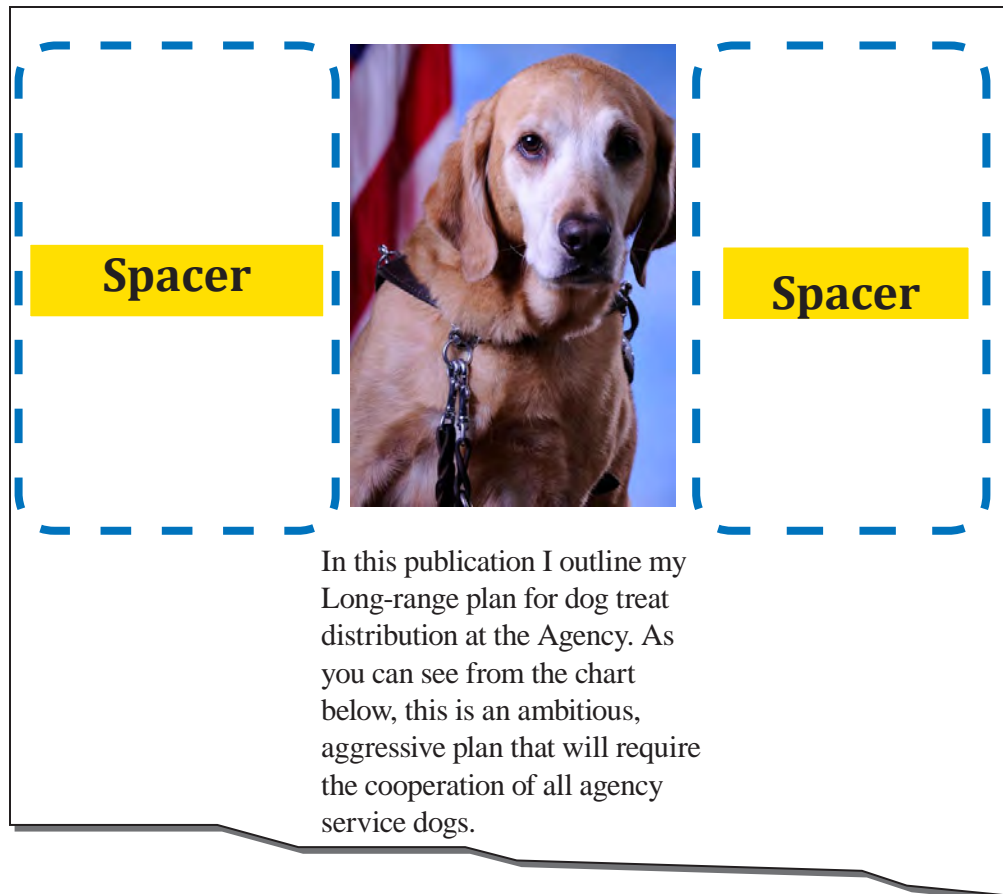 Spacer
Spacer
In this publication I outline my
Long-range plan for dog treat
distribution at the Agency. As
you can see from the chart
below, this is an ambitious,
aggressive plan that will require
the cooperation of all agency
service dogs.